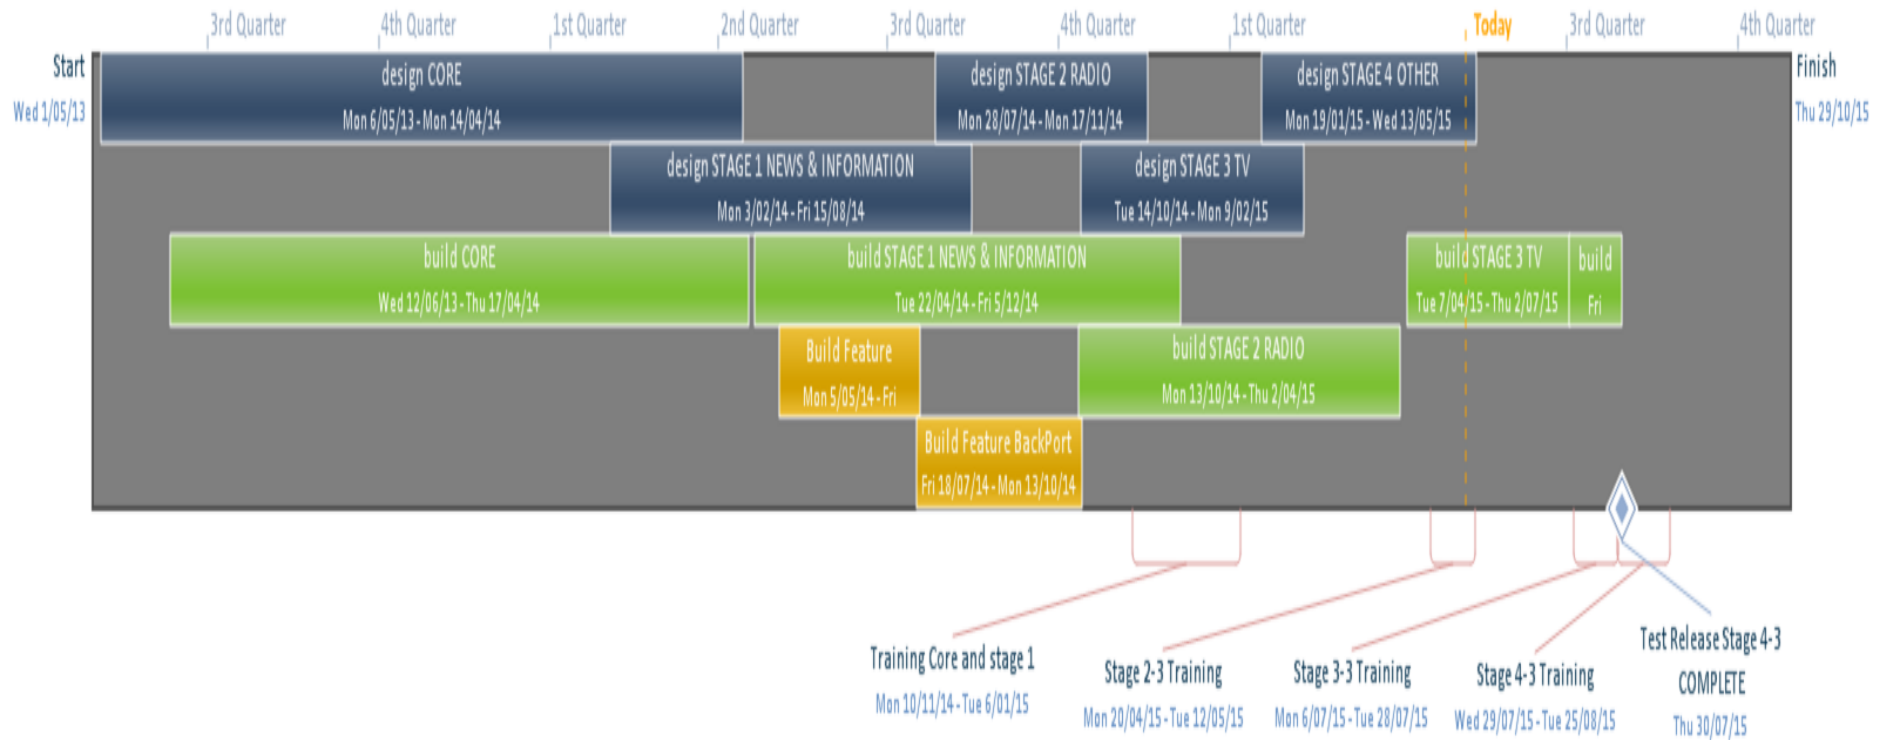 3rd Quarter
4th Quarter
1st Quarter
2nd Quarter
3rd Quarter
4th Quarter
1st Quarter
Today
3rd Quarter
4th Quarter
Start
Wed 1/05/13
Finish
Thu 29/10/15
design CORE
Mon 6/05/13 - Mon 14/04/14
design STAGE 2 RADIO
Mon 28/07/14 - Mon 17/11/14
design STAGE 4 OTHER
Mon 19/01/15 - Wed 13/05/15
design STAGE 1 NEWS & INFORMATION
Mon 3/02/14 - Fri 15/08/14
design STAGE 3 TV
Tue 14/10/14 - Mon 9/02/15
build CORE
Wed 12/06/13 - Thu 17/04/14
build STAGE 1 NEWS & INFORMATION
Tue 22/04/14 - Fri 5/12/14
build STAGE 3 TV
Tue 7/04/15 - Thu 2/07/15
build
Fri
Build Feature
Mon 5/05/14 - Fri
build STAGE 2 RADIO
Mon 13/10/14 - Thu 2/04/15
Build Feature BackPort
Fri 18/07/14 - Mon 13/10/14
Training Core and stage 1
Mon 10/11/14 - Tue 6/01/15
Stage 2-3 Training
Mon 20/04/15 - Tue 12/05/15
Stage 3-3 Training
Mon 6/07/15 - Tue 28/07/15
Stage 4-3 Training
Wed 29/07/15 - Tue 25/08/15
Test Release Stage 4-3
COMPLETE
Thu 30/07/15